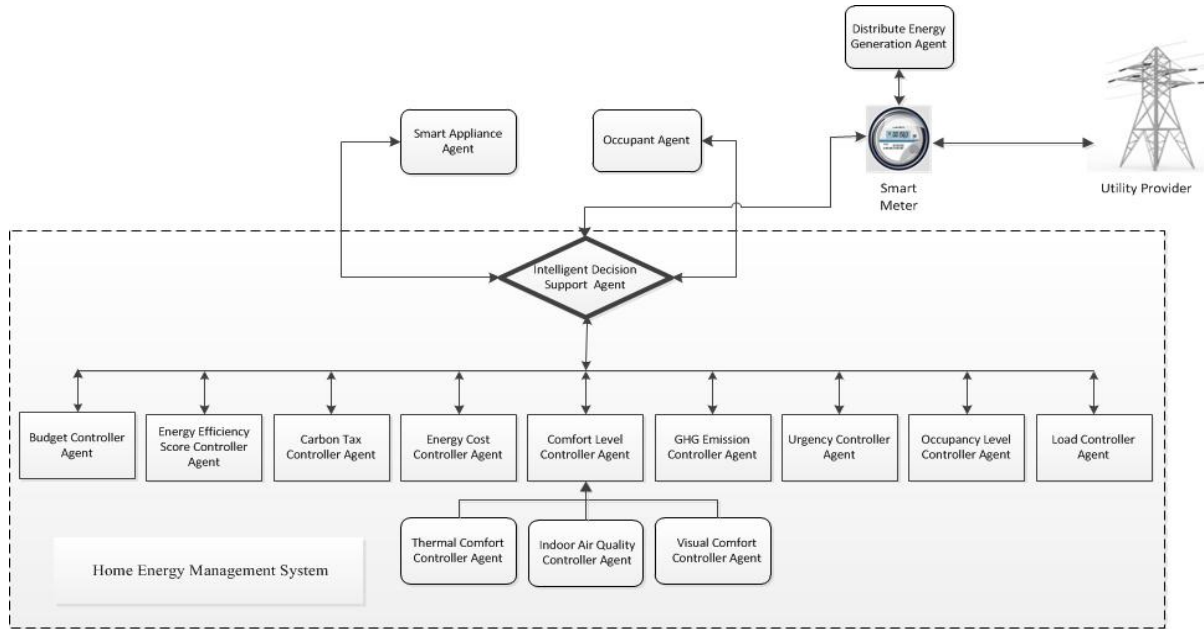 Distribute Energy
Generation Agent
Smart Appliance
Agent
Occupant Agent
Smart
Meter
Utility Provider
Intelligent Decision
Support Agent
Budget Controller
Agent
Energy Efficiency
Score Controller
Agent
Carbon Tax
Controller Agent
Energy Cost
Controller Agent
Comfort Level
Controller Agent
GHG Emission
Controller Agent
Urgency Controller
Agent
Occupancy Level
Controller Agent
Load Controller
Agent
Thermal Comfort
Controller Agent
Indoor Air Quality
Controller Agent
Visual Comfort
Controller Agent
Home Energy Management System